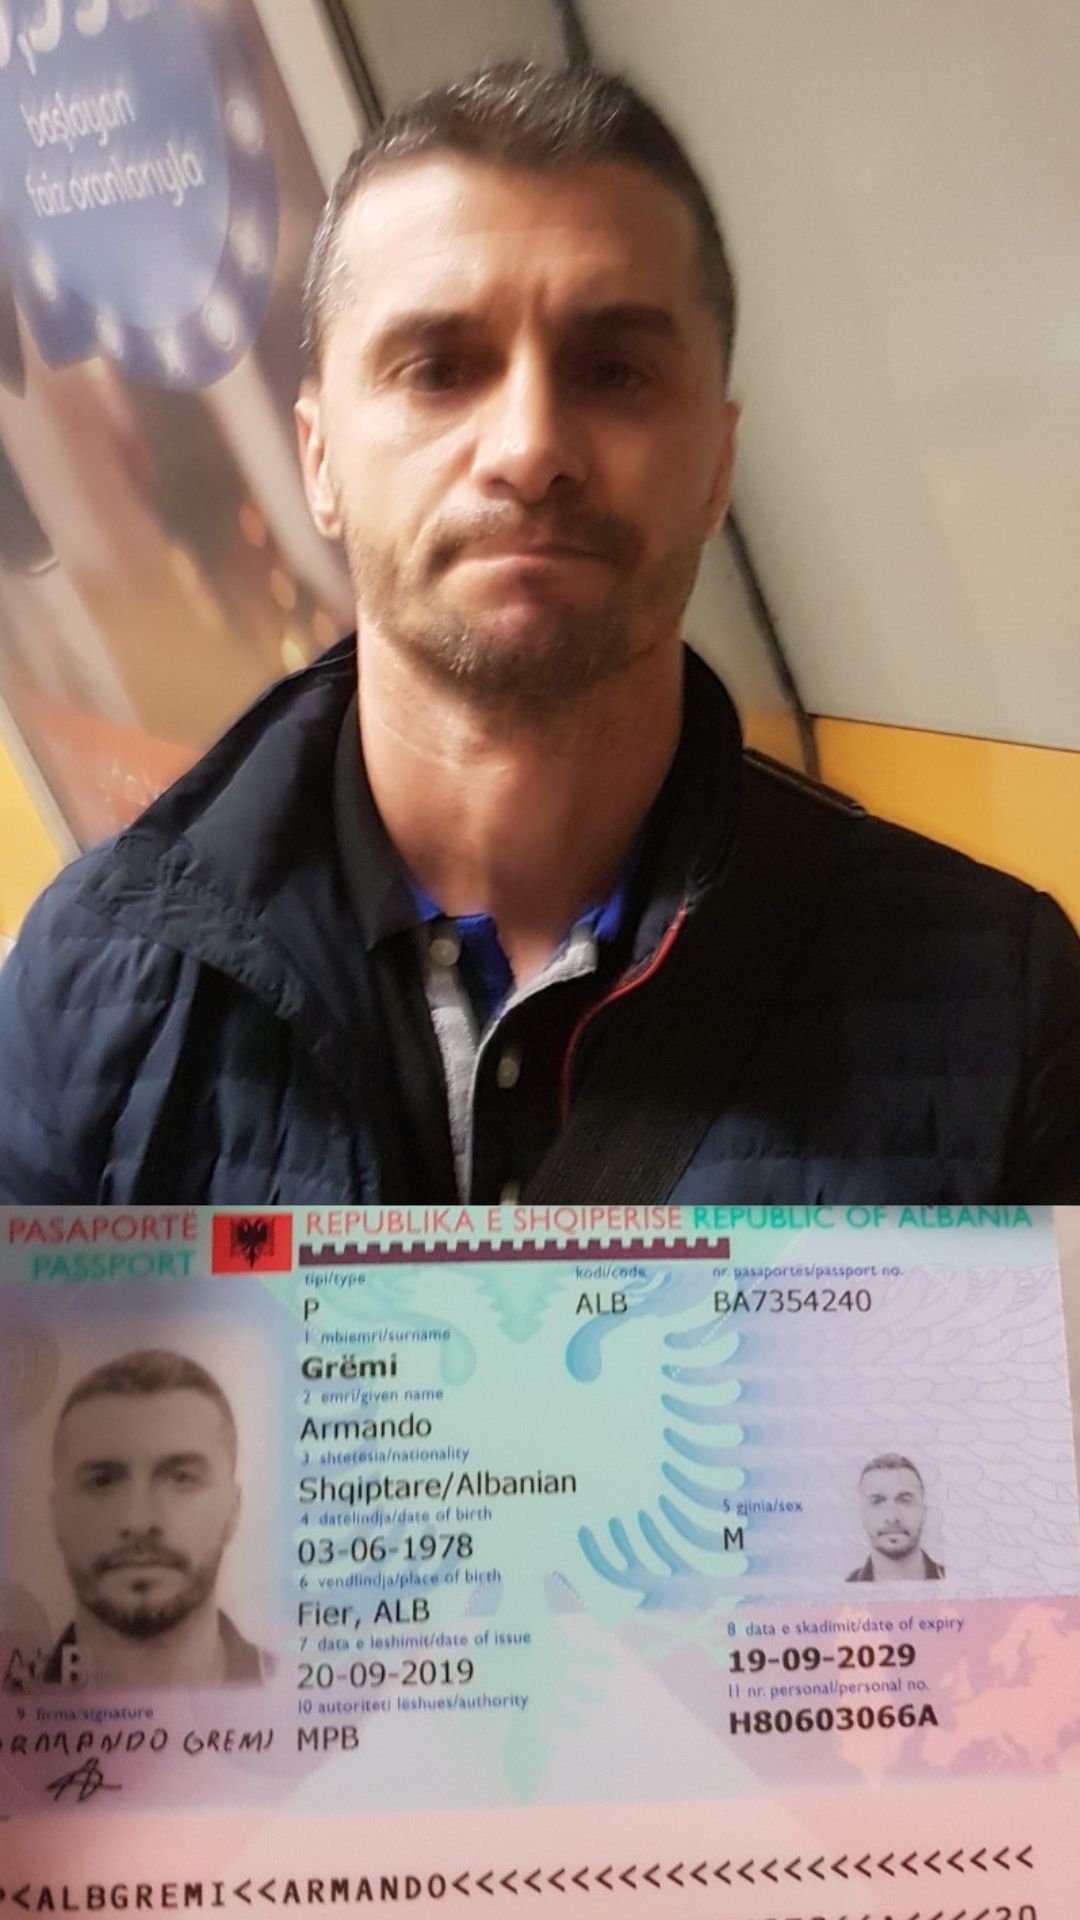 başlayan
faiz oranlarıyla
PASAPORTË
PASSPORT
REPUBLIKA E SHQIPËRISË REPUBLIC OF ALBANIA
tipi/type
kodi/code
nr. pasaportës/passport no.
P
ALB
BA7354240
1 mbiemri/surname
Grëmi
2 emri/given name
Armando
3 shtetësia/nationality
Shqiptare/Albanian
4 datëlindja/date of birth
5 gjinia/sex
03-06-1978
M
6 vendlindja/place of birth
Fier, ALB
7 data e lëshimit/date of issue
8 data e skadimit/date of expiry
20-09-2019
19-09-2029
9 firma/signature
10 autoriteti lëshues/authority
11 nr. personal/personal no.
RMANDO GREMI
MPB
H80603066A
P<ALBGREMI<<ARMANDO<<<<<<<<<<<<<<<<<<<<<<<<<